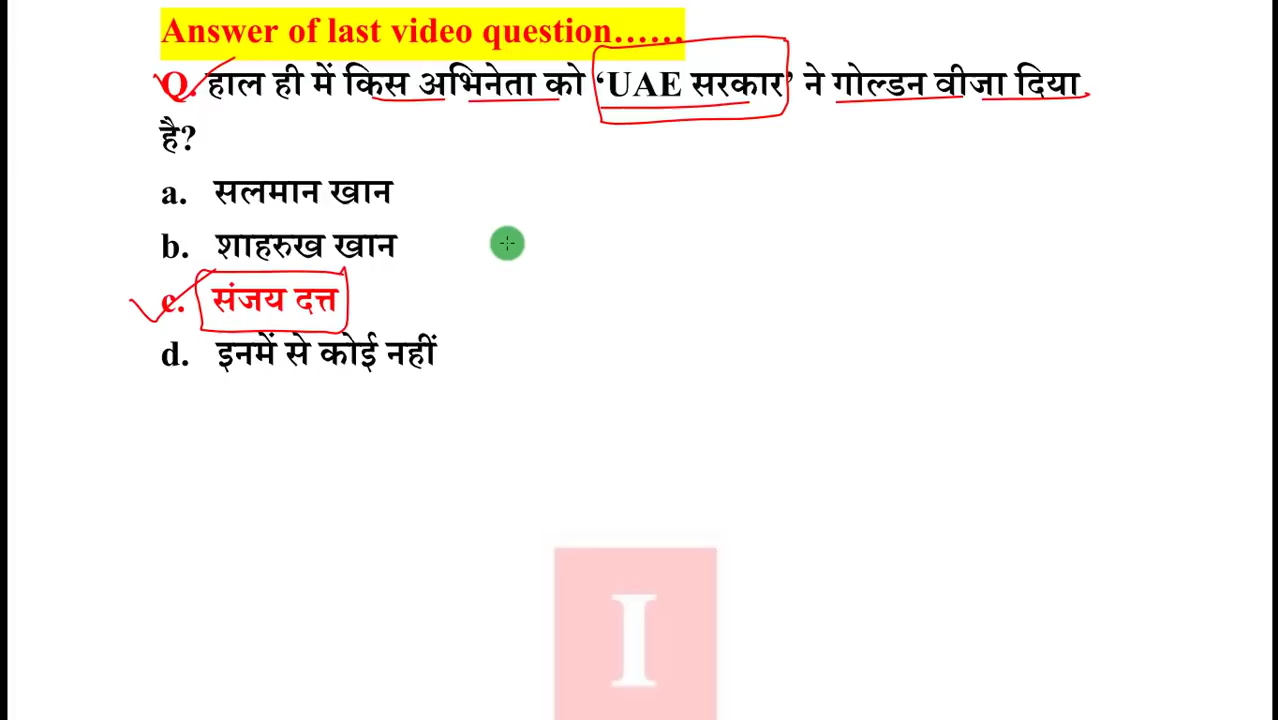 Answer of last video question......
Q. हाल ही में किस अभिनेता को ‘UAE सरकार’ ने गोल्डन वीजा दिया
है?
a. सलमान खान
b. शाहरुख खान
c. संजय दत्त
d. इनमें से कोई नहीं
I